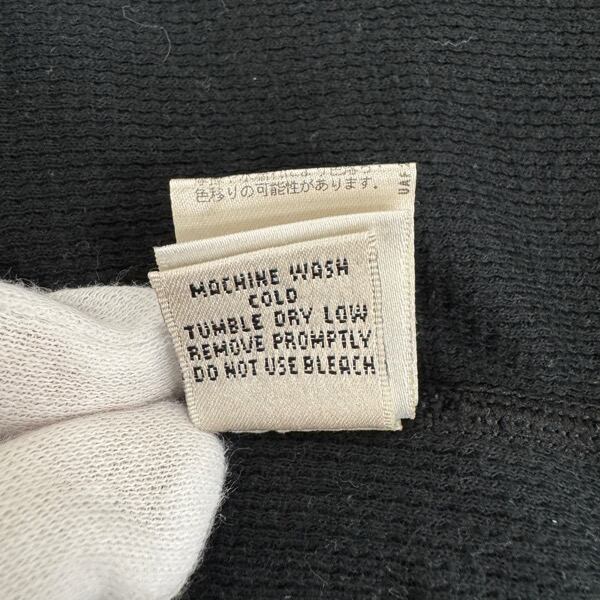 色移りの可能性があります.
UAF
MACHINE WASH
COLD
TUMBLE DRY LOW
REMOVE PROMPTLY
DO NOT USE BLEACH